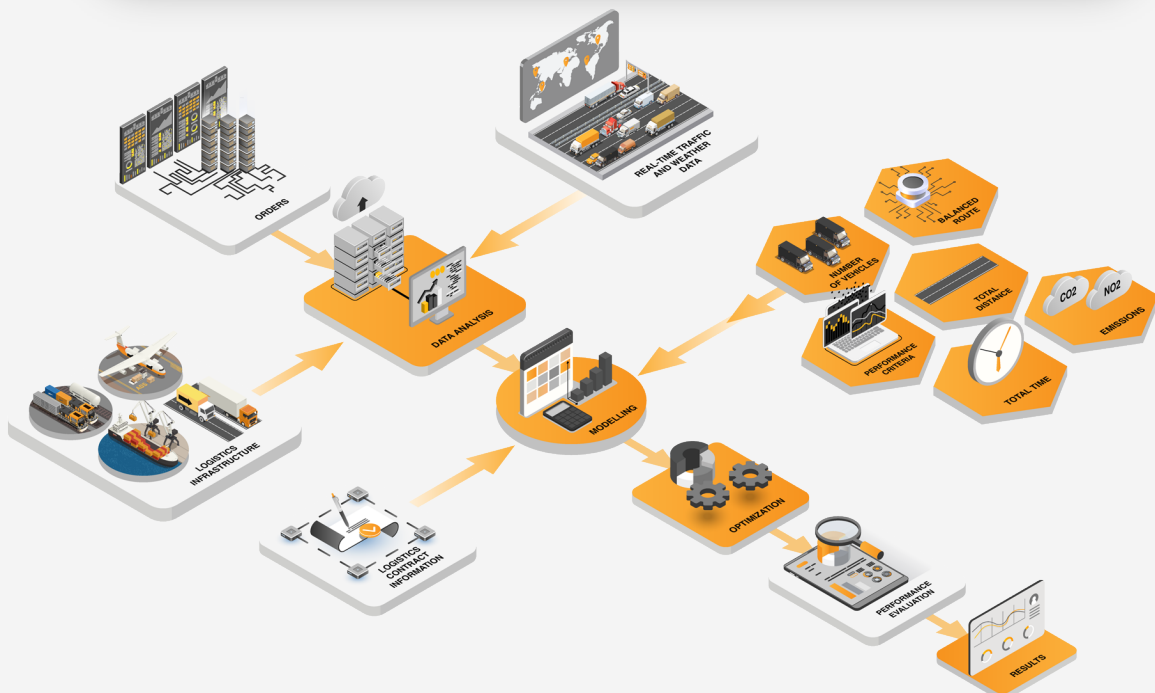 ORDERS
REAL-TIME TRAFFIC
AND WEATHER
DATA
BALANCED
ROUTE
NUMBER
OF VEHICLES
TOTAL
DISTANCE
CO2
NO2
EMISSIONS
PERFORMANCE
CRITERIA
TOTAL TIME
DATA ANALYSIS
LOGISTICS
INFRASTRUCTURE
MODELLING
LOGISTICS
CONTRACT
INFORMATION
OPTIMIZATION
PERFORMANCE
EVALUATION
RESULTS